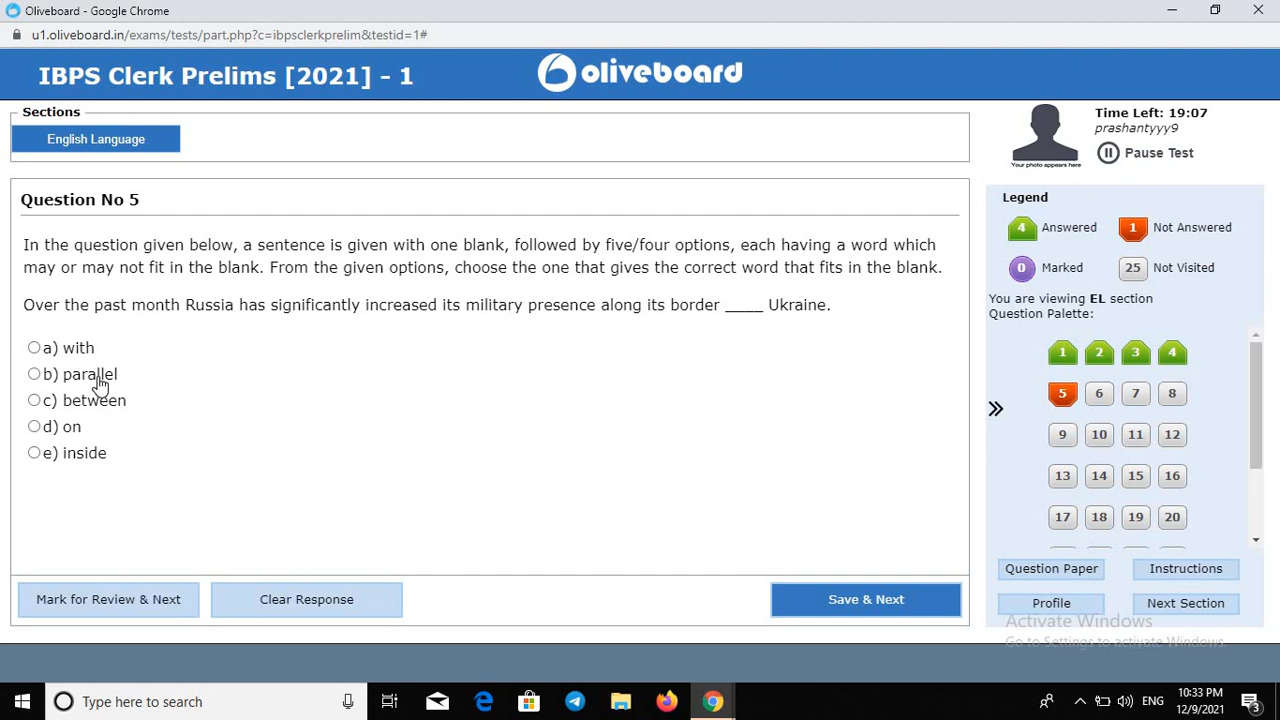 Oliveboard - Google Chrome
u1.oliveboard.in/exams/tests/part.php?c=ibpsclerkprelim&testid=1#
IBPS Clerk Prelims [2021] - 1
oliveboard
Sections
English Language
Your photo appears here
Time Left: 19:07
prashantyyy9
Pause Test
Question No 5
In the question given below, a sentence is given with one blank, followed by five/four options, each having a word which
may or may not fit in the blank. From the given options, choose the one that gives the correct word that fits in the blank.
Over the past month Russia has significantly increased its military presence along its border ____ Ukraine.
a) with
b) parallel
c) between
d) on
e) inside
Mark for Review & Next
Clear Response
Save & Next
Legend
4 Answered
1 Not Answered
0 Marked
25 Not Visited
You are viewing EL section
Question Palette:
1 2 3 4
5 6 7 8
9 10 11 12
13 14 15 16
17 18 19 20
Question Paper
Instructions
Profile
Next Section
Activate Windows
Go to Settings to activate Windows.
Type here to search
ENG
10:33 PM
12/9/2021
3